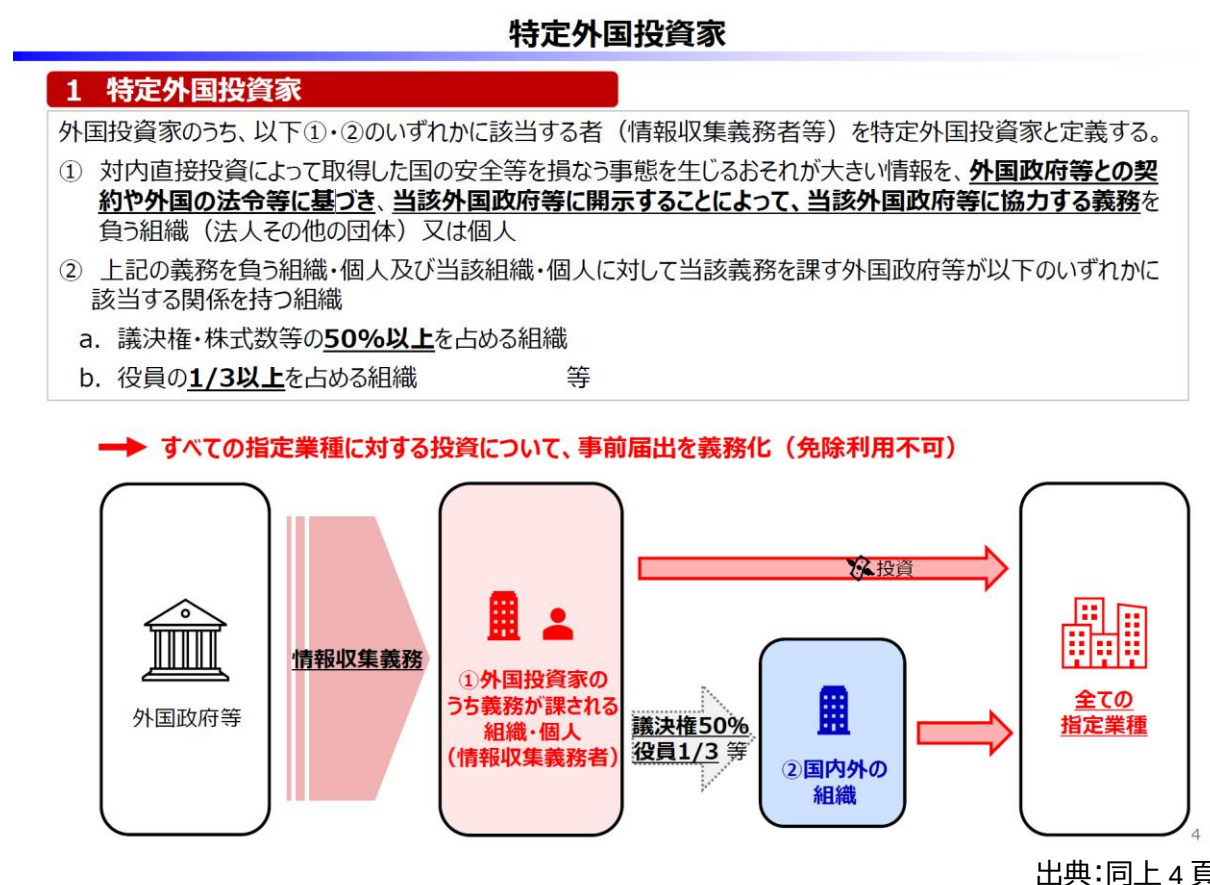 特定外国投資家
1 特定外国投資家
外国投資家のうち、以下①・②のいずれかに該当する者（情報収集義務者等）を特定外国投資家と定義する。
① 対内直接投資によって取得した国の安全等を損なう事態を生じるおそれが大きい情報を、外国政府等との契
約や外国の法令等に基づき、当該外国政府等に開示することによって、当該外国政府等に協力する義務を
負う組織（法人その他の団体）又は個人
② 上記の義務を負う組織・個人及び当該組織・個人に対して当該義務を課す外国政府等が以下のいずれかに
該当する関係を持つ組織
a. 議決権・株式数等の50%以上を占める組織
b. 役員の1/3以上を占める組織 等
すべての指定業種に対する投資について、事前届出を義務化（免除利用不可）
外国政府等
情報収集義務
①外国投資家の
うち義務が課される
組織・個人
（情報収集義務者）
投資
議決権50%
役員1/3 等
②国内外の
組織
全ての
指定業種
4
出典：同上 4 頁